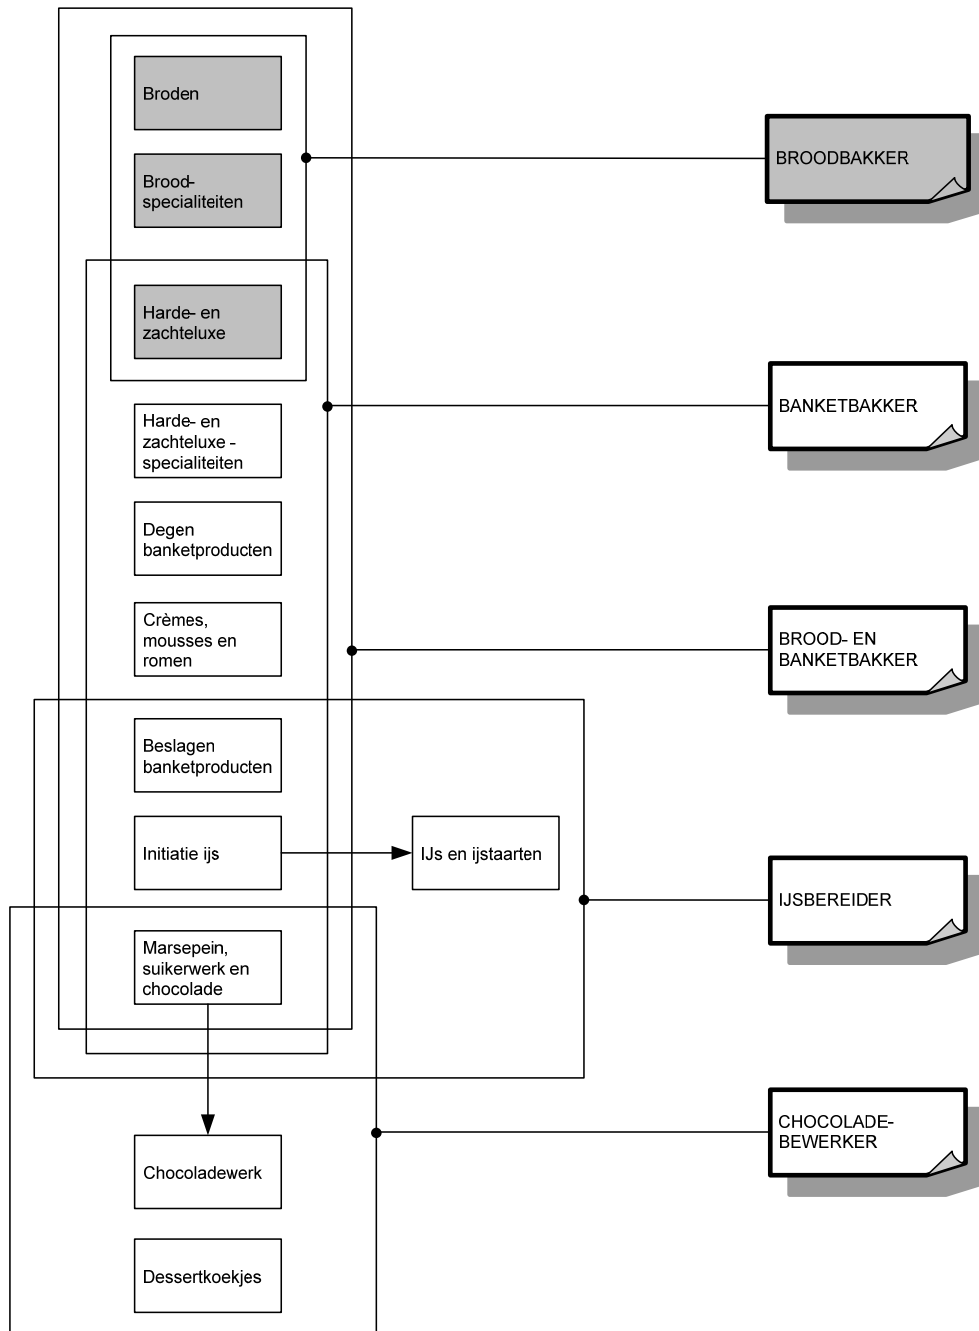 Broden
Brood-
specialiteiten
BROODBAKKER
Harde- en
zachteluxe
Harde- en
zachteluxe -
specialiteiten
BANKETBAKKER
Degen
banketproducten
Crèmes,
mousses en
romen
BROOD- EN
BANKETBAKKER
Beslagen
banketproducten
Initiatie ijs
IJs en ijstaarten
IJSBEREIDER
Marsepein,
suikerwerk en
chocolade
CHOCOLADE-
BEWERKER
Chocoladewerk
Dessertkoekjes